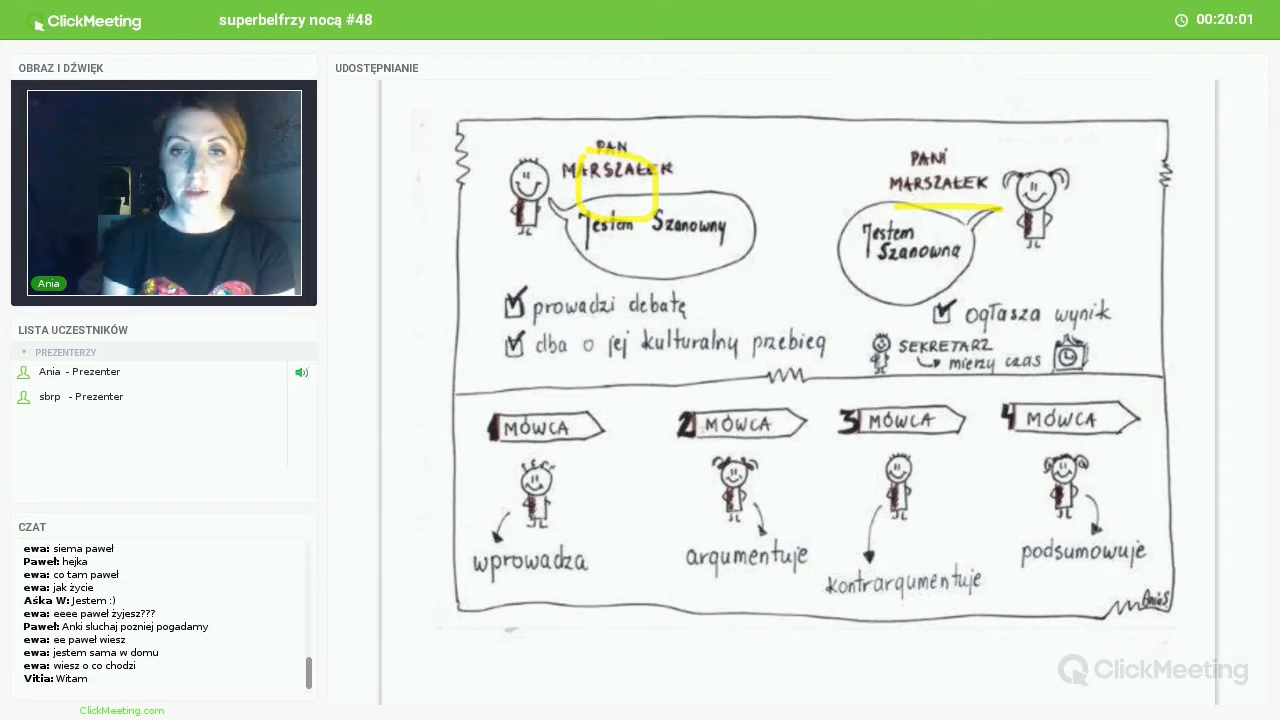 ClickMeeting
superbelfrzy nocą #48
00:20:01
OBRAZ I DŹWIĘK
UDOSTĘPNIANIE
Ania
LISTA UCZESTNIKÓW
PREZENTERZY
Ania - Prezenter
sbrp - Prezenter
CZAT
ewa: siema paweł
Paweł: hejka
ewa: co tam paweł
ewa: jak życie
Aśka W: Jestem :)
ewa: eeee paweł żyjesz???
Paweł: Anki sluchaj pozniej pogadamy
ewa: ee paweł wiesz
ewa: jestem sama w domu
ewa: wiesz o co chodzi
Vitia: Witam
ClickMeeting.com
PAN
MARSZAŁEK
Jestem Szanowny
PANI
MARSZAŁEK
Jestem
Szanowna
prowadzi debatę
dba o jej kulturalny przebieg
ogłasza wynik
SEKRETARZ
mierzy czas
1 MÓWCA
2 MÓWCA
3 MÓWCA
4 MÓWCA
wprowadza
argumentuje
kontrargumentuje
podsumowuje
AniaS
ClickMeeting